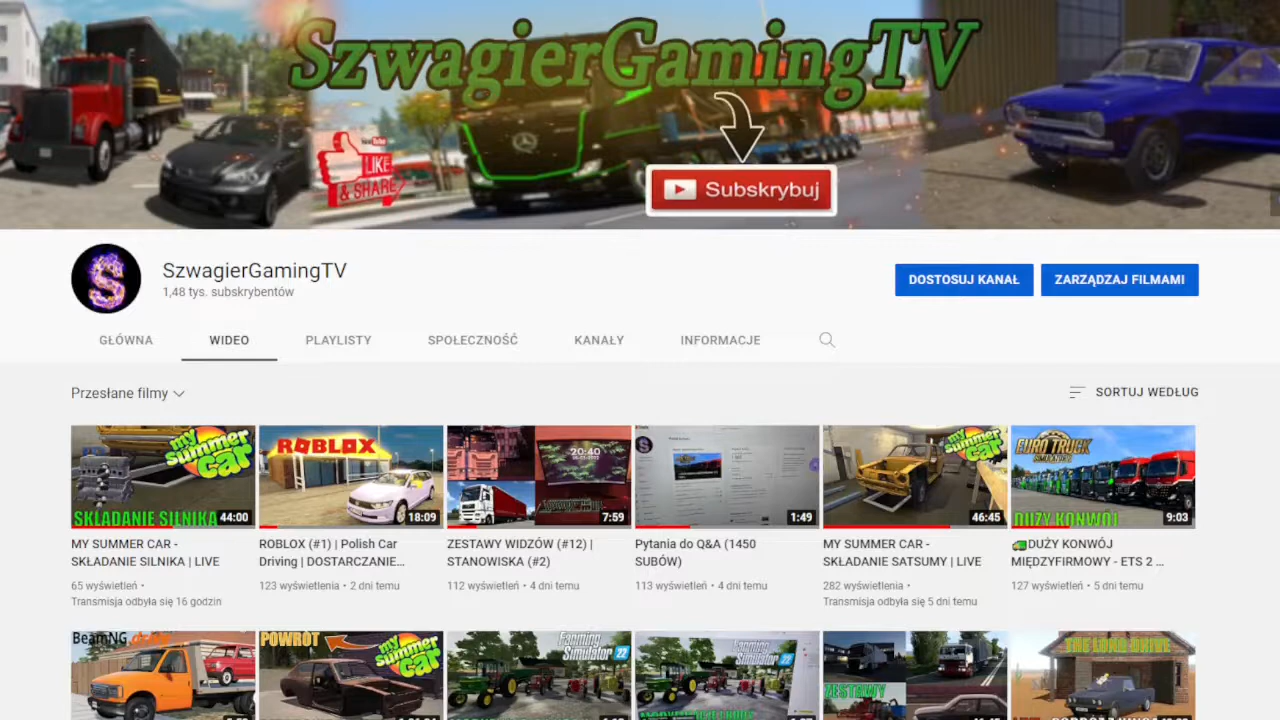 SzwagierGamingTV
YouTube
LIKE
& SHARE
Subskrybuj
SzwagierGamingTV
1,48 tys. subskrybentów
DOSTOSUJ KANAŁ
ZARZĄDZAJ FILMAMI
GŁÓWNA
WIDEO
PLAYLISTY
SPOŁECZNOŚĆ
KANAŁY
INFORMACJE
Przesłane filmy
SORTUJ WEDŁUG
my summer car
SKŁADANIE SILNIKA
44:00
ROBLOX
18:09
20:40
7:59
1:49
my summer car
46:45
EURO TRUCK
SIMULATOR 2
DUŻY KONWÓJ
9:03
MY SUMMER CAR -
SKŁADANIE SILNIKA | LIVE
65 wyświetleń •
Transmisja odbyła się 16 godzin
ROBLOX (#1) | Polish Car
Driving | DOSTARCZANIE...
123 wyświetlenia • 2 dni temu
ZESTAWY WIDZÓW (#12) |
STANOWISKA (#2)
112 wyświetleń • 4 dni temu
Pytania do Q&A (1450
SUBÓW)
113 wyświetleń • 4 dni temu
MY SUMMER CAR -
SKŁADANIE SATSUMY | LIVE
282 wyświetlenia •
Transmisja odbyła się 5 dni temu
🚚DUŻY KONWÓJ
MIĘDZYFIRMOWY - ETS 2 ...
127 wyświetleń • 5 dni temu
BeamNG drive
POWRÓT
my summer car
Farming Simulator 22
Farming Simulator 22
ZESTAWY
THE LONG DRIVE